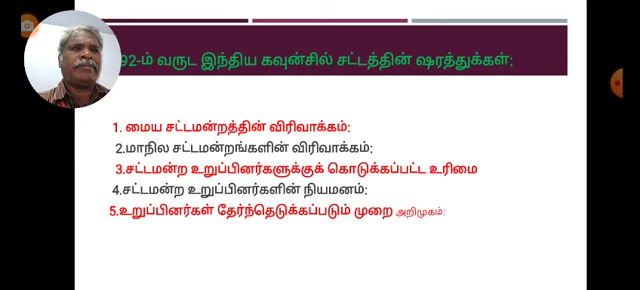 92-ம் வருட இந்திய கவுன்சில் சட்டத்தின் ஷரத்துக்கள்:
1. மைய சட்டமன்றத்தின் விரிவாக்கம்:
2.மாநில சட்டமன்றங்களின் விரிவாக்கம்:
3.சட்டமன்ற உறுப்பினர்களுக்குக் கொடுக்கப்பட்ட உரிமை
4.சட்டமன்ற உறுப்பினர்களின் நியமனம்:
5.உறுப்பினர்கள் தேர்ந்தெடுக்கப்படும் முறை அறிமுகம்: